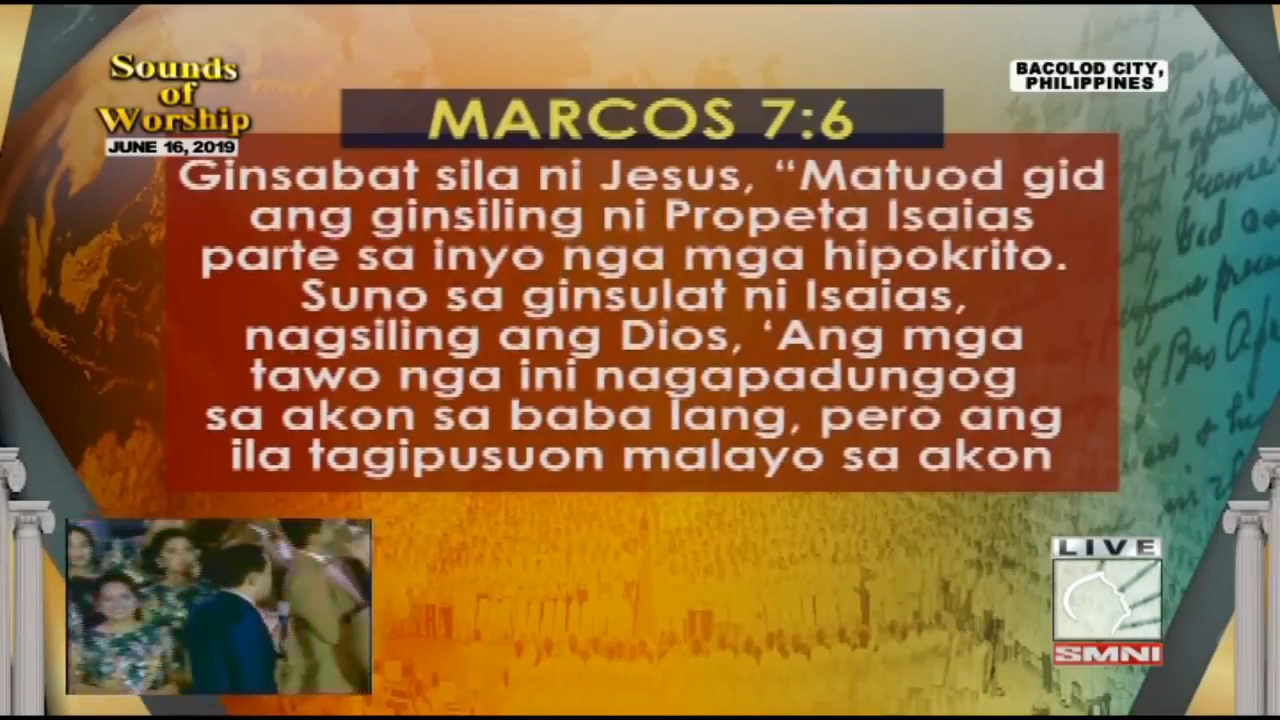 Sounds
of
Worship
JUNE 16, 2019
BACOLOD CITY,
PHILIPPINES
MARCOS 7:6
Ginsabat sila ni Jesus, “Matuod gid
ang ginsiling ni Propeta Isaias
parte sa inyo nga mga hipokrito.
Suno sa ginsulat ni Isaias,
nagsiling ang Dios, ‘Ang mga
tawo nga ini nagapadungog
sa akon sa baba lang, pero ang
ila tagipusuon malayo sa akon
LIVE
SMNI